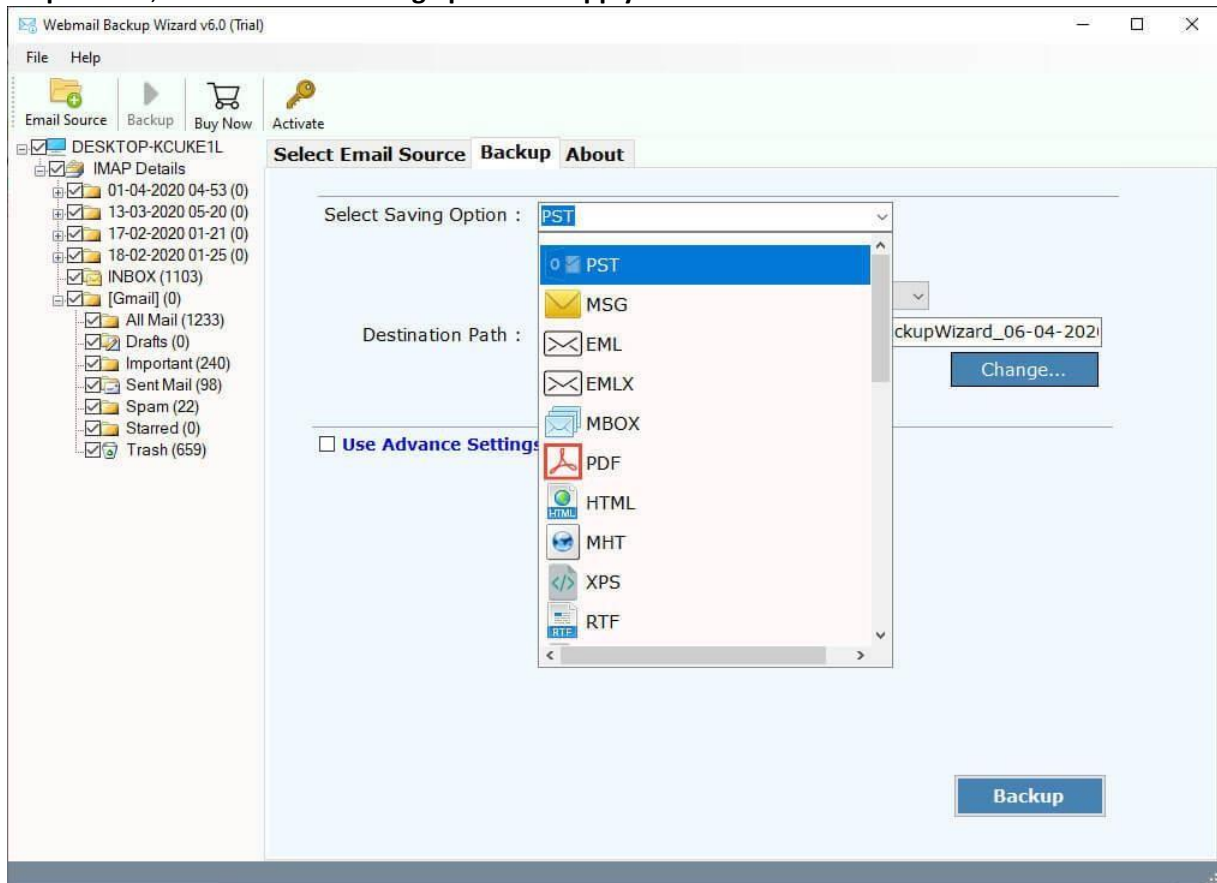 Webmail Backup Wizard v6.0 (Trial)
File Help
Email Source Backup Buy Now Activate
DESKTOP-KCUKE1L
IMAP Details
01-04-2020 04-53 (0)
13-03-2020 05-20 (0)
17-02-2020 01-21 (0)
18-02-2020 01-25 (0)
INBOX (1103)
[Gmail] (0)
All Mail (1233)
Drafts (0)
Important (240)
Sent Mail (98)
Spam (22)
Starred (0)
Trash (659)
Select Email Source Backup About
Select Saving Option : PST
PST
MSG
EML
EMLX
MBOX
PDF
HTML
MHT
XPS
RTF
Destination Path : ckupWizard_06-04-202
Change...
Use Advance Settings
Backup